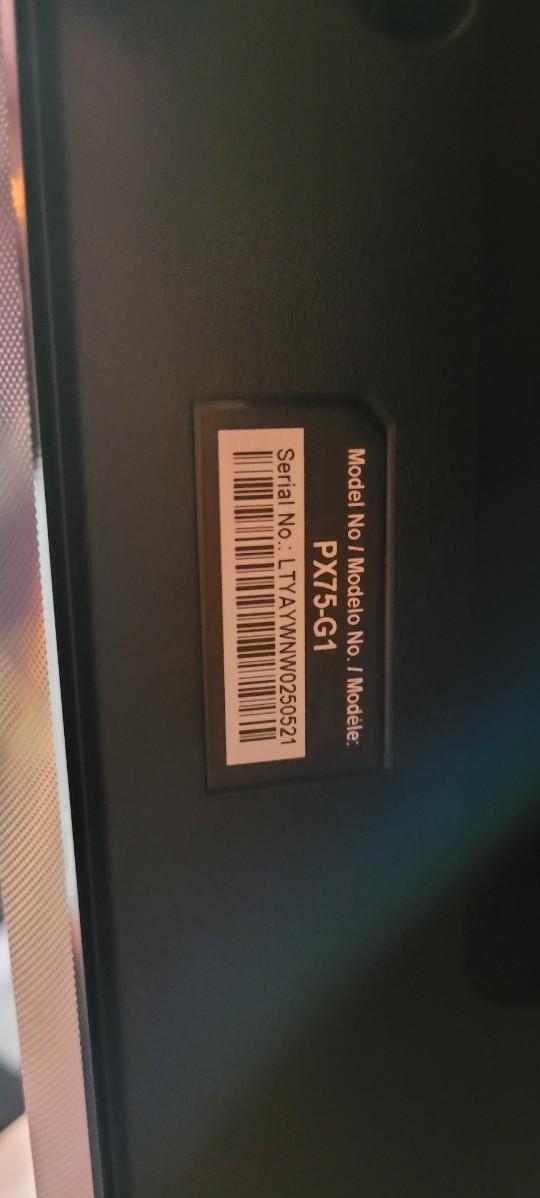 Model No / Modelo No. / Modèle:
PX75-G1
Serial No.: LTYAYWNW0250521